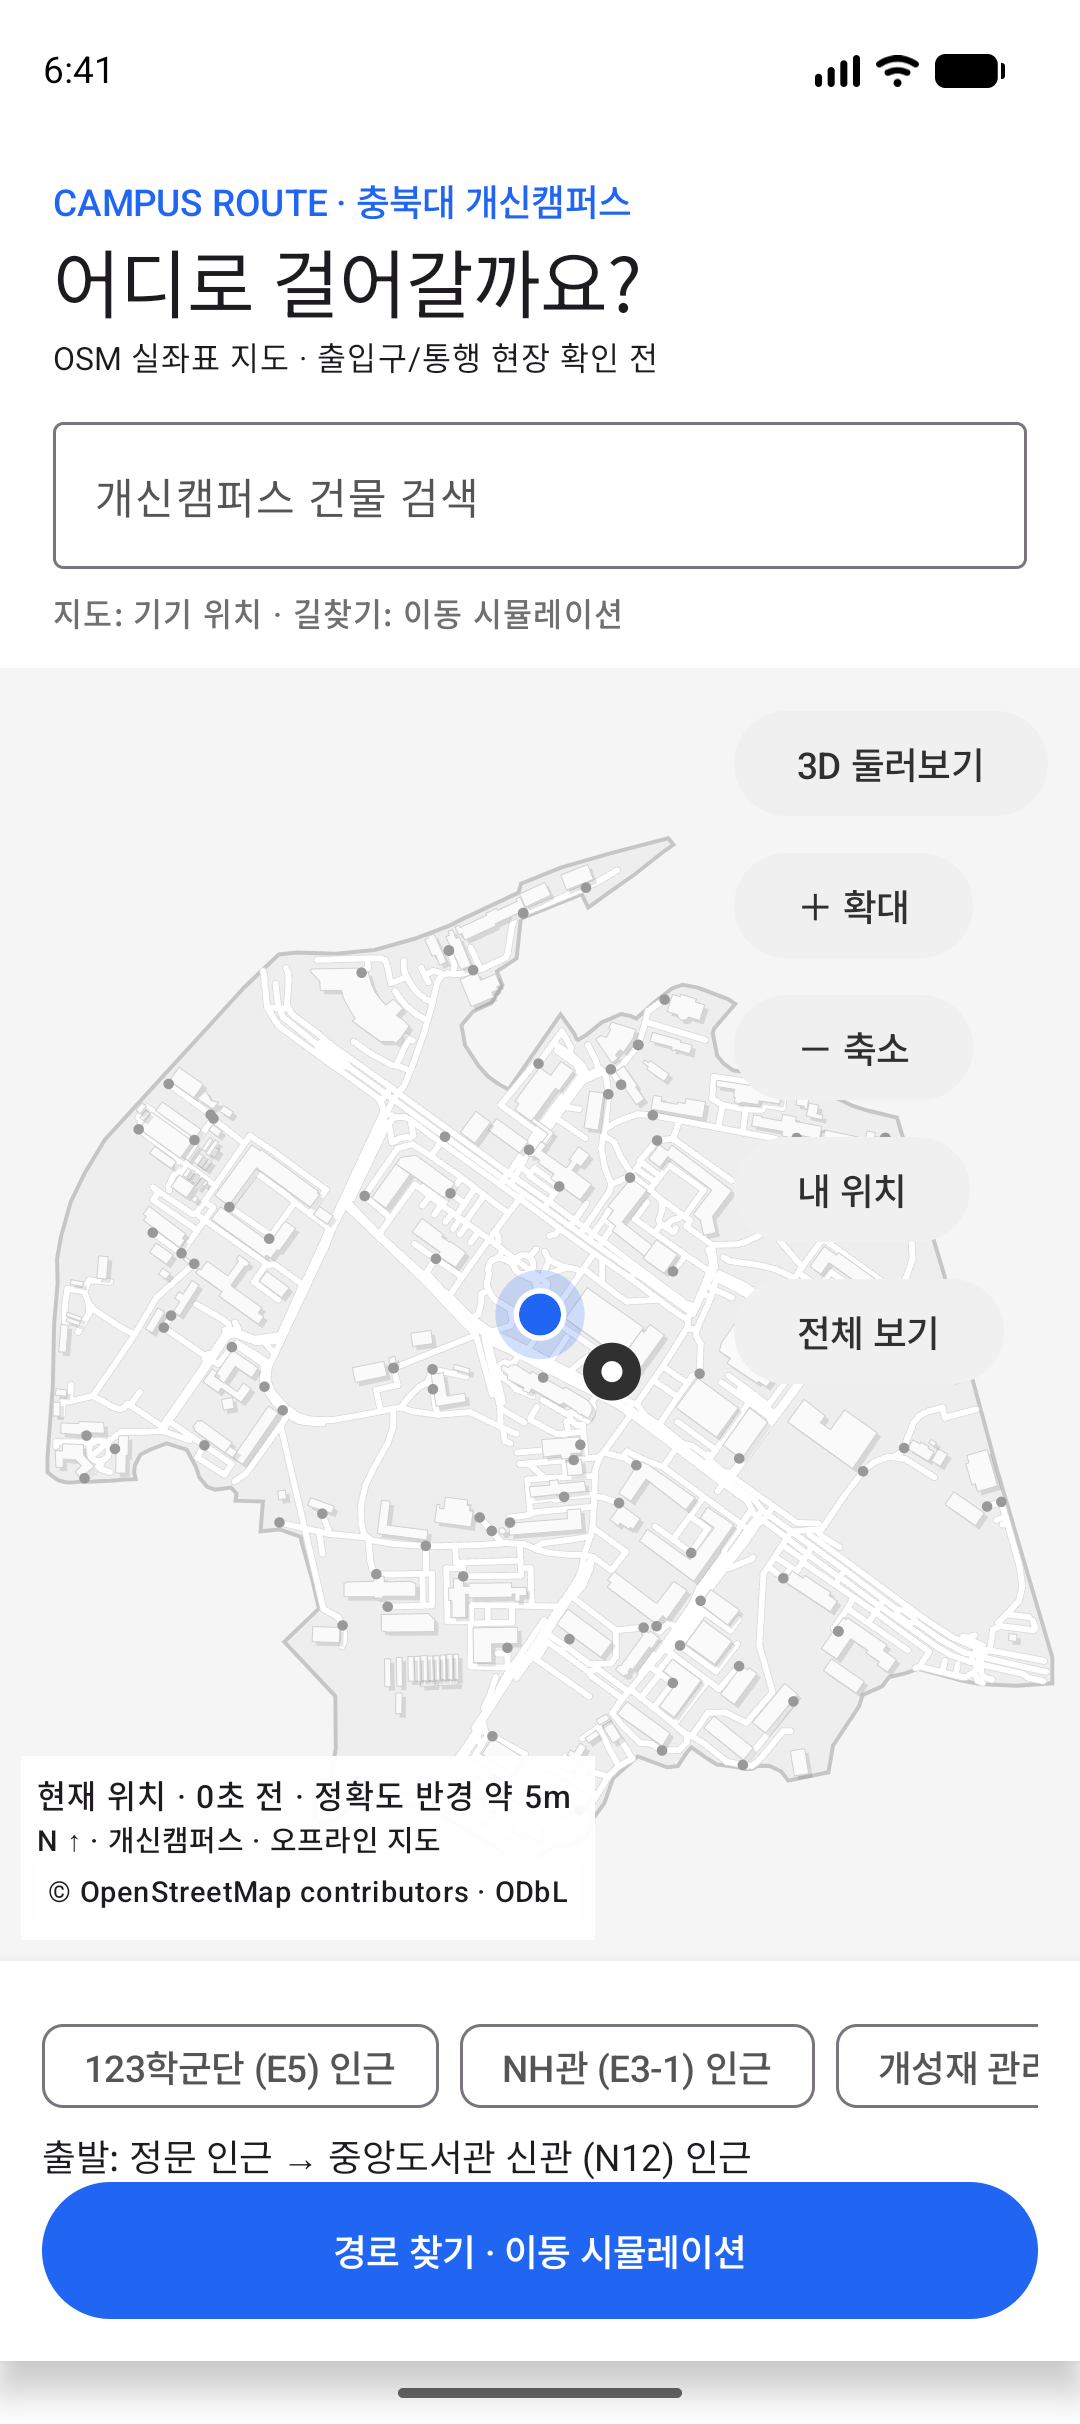 6:41
CAMPUS ROUTE · 충북대 개신캠퍼스
어디로 걸어갈까요?
OSM 실좌표 지도 · 출입구/통행 현장 확인 전
개신캠퍼스 건물 검색
지도: 기기 위치 · 길찾기: 이동 시뮬레이션
3D 둘러보기
+ 확대
− 축소
내 위치
전체 보기
현재 위치 · 0초 전 · 정확도 반경 약 5m
N ↑ · 개신캠퍼스 · 오프라인 지도
© OpenStreetMap contributors · ODbL
123학군단 (E5) 인근
NH관 (E3-1) 인근
개성재 관리
출발: 정문 인근 → 중앙도서관 신관 (N12) 인근
경로 찾기 · 이동 시뮬레이션